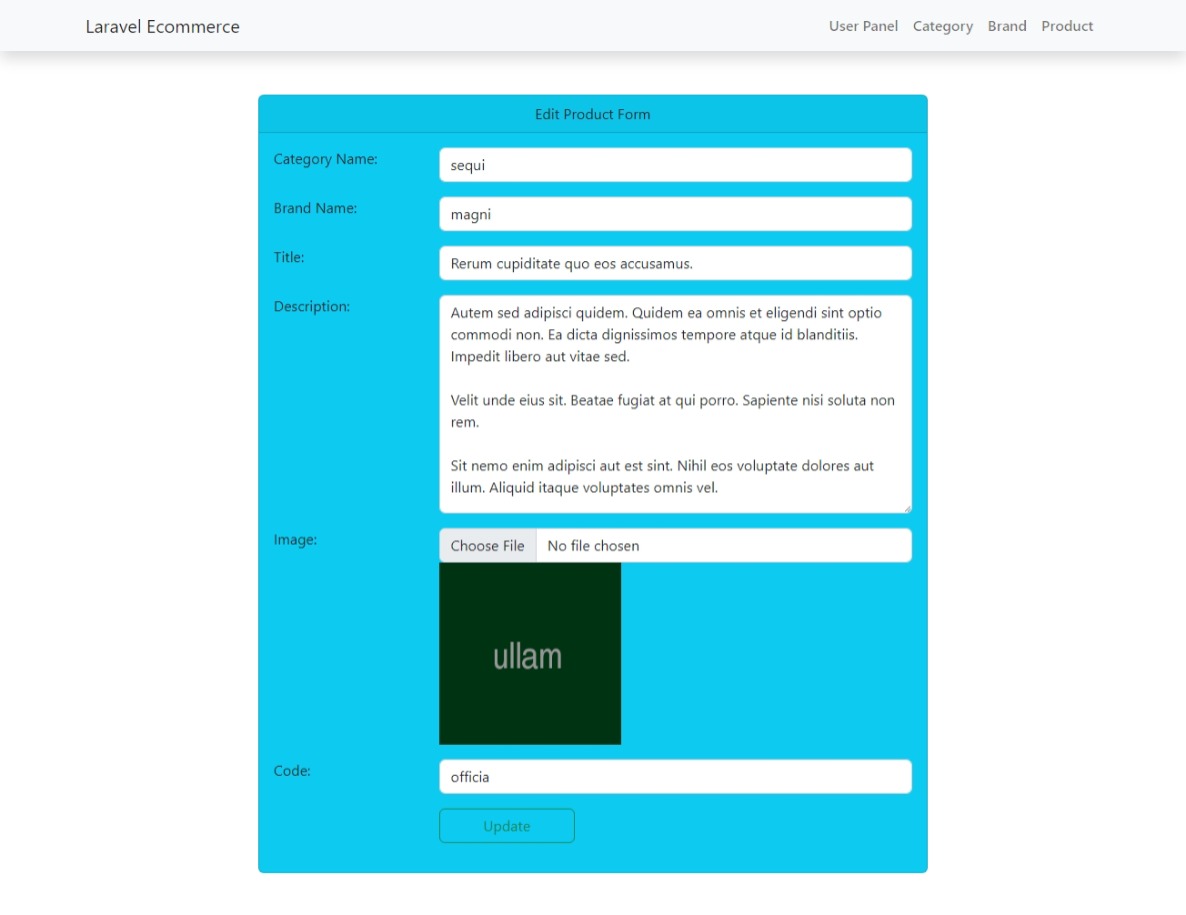 Laravel Ecommerce
User Panel Category Brand Product
Edit Product Form
Category Name:
sequi
Brand Name:
magni
Title:
Rerum cupiditate quo eos accusamus.
Description:
Autem sed adipisci quidem. Quidem ea omnis et eligendi sint optio
commodi non. Ea dicta dignissimos tempore atque id blanditiis.
Impedit libero aut vitae sed.
Velit unde eius sit. Beatae fugiat at qui porro. Sapiente nisi soluta non
rem.
Sit nemo enim adipisci aut est sint. Nihil eos voluptate dolores aut
illum. Aliquid itaque voluptates omnis vel.
Image:
Choose File No file chosen
ullam
Code:
officia
Update